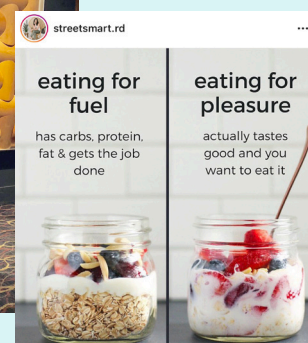 streetsmart.rd
...
eating for
fuel
has carbs, protein,
fat & gets the job
done
eating for
pleasure
actually tastes
good and you
want to eat it